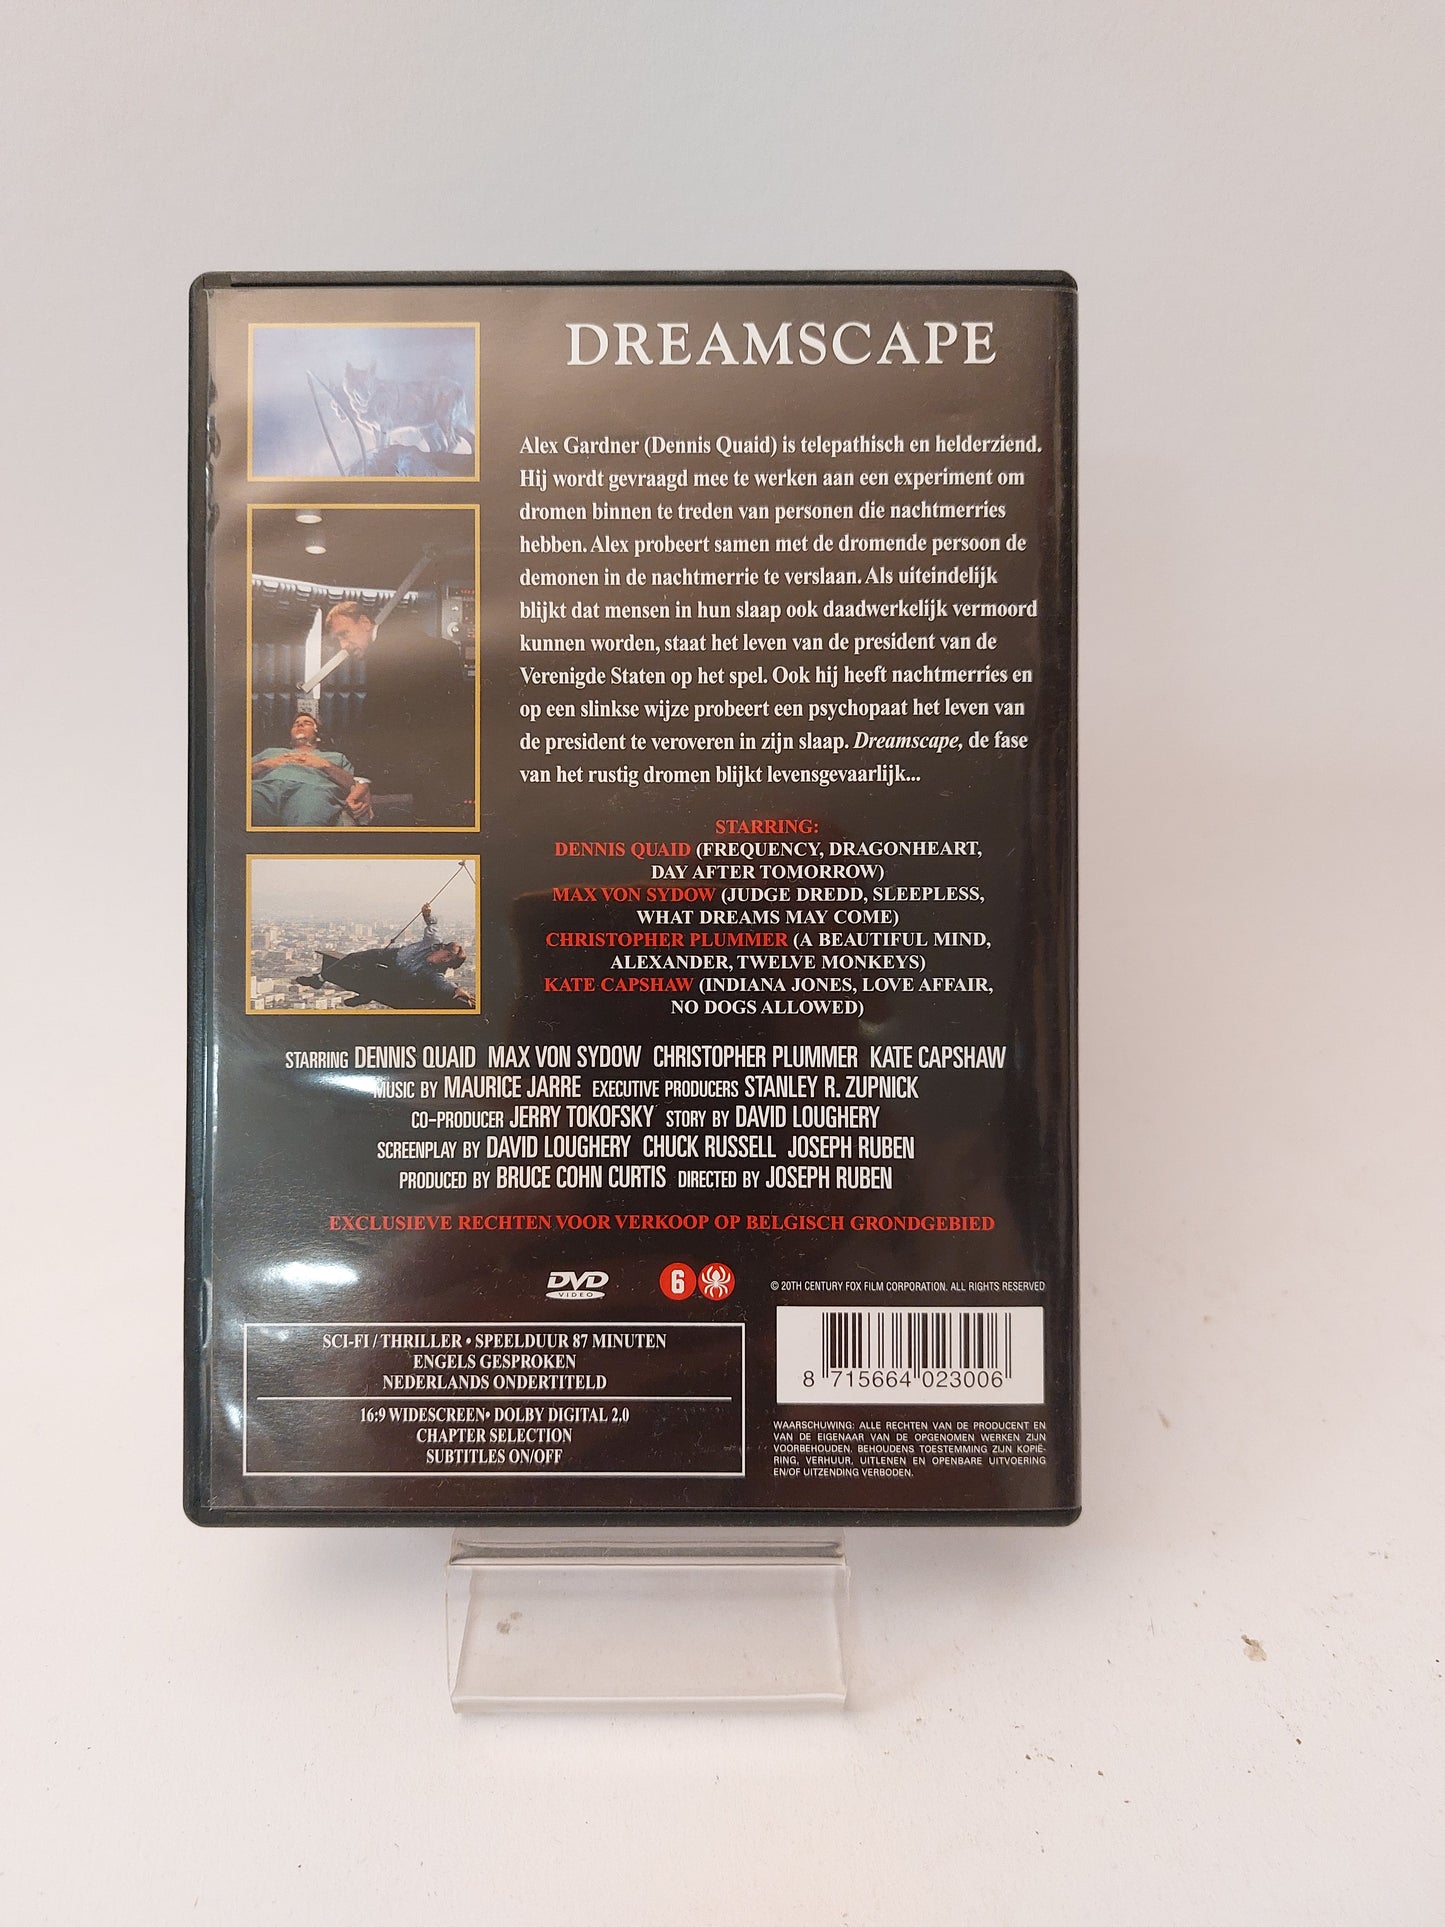 DREAMSCAPE
Alex Gardner (Dennis Quaid) is telepathisch en helderziend.
Hij wordt gevraagd mee te werken aan een experiment om
dromen binnen te treden van personen die nachtmerries
hebben. Alex probeert samen met de dromende persoon de
demonen in de nachtmerrie te verslaan. Als uiteindelijk
blijkt dat mensen in hun slaap ook daadwerkelijk vermoord
kunnen worden, staat het leven van de president van de
Verenigde Staten op het spel. Ook hij heeft nachtmerries en
op een slinkse wijze probeert een psychopaat het leven van
de president te veroveren in zijn slaap. Dreamscape, de fase
van het rustig dromen blijkt levensgevaarlijk...
STARRING:
DENNIS QUAID (FREQUENCY, DRAGONHEART,
DAY AFTER TOMORROW)
MAX VON SYDOW (JUDGE DREDD, SLEEPLESS,
WHAT DREAMS MAY COME)
CHRISTOPHER PLUMMER (A BEAUTIFUL MIND,
ALEXANDER, TWELVE MONKEYS)
KATE CAPSHAW (INDIANA JONES, LOVE AFFAIR,
NO DOGS ALLOWED)
STARRING DENNIS QUAID MAX VON SYDOW CHRISTOPHER PLUMMER KATE CAPSHAW
MUSIC BY MAURICE JARRE EXECUTIVE PRODUCERS STANLEY R. ZUPNICK
CO-PRODUCER JERRY TOKOFSKY STORY BY DAVID LOUGHERY
SCREENPLAY BY DAVID LOUGHERY CHUCK RUSSELL JOSEPH RUBEN
PRODUCED BY BRUCE COHN CURTIS DIRECTED BY JOSEPH RUBEN
EXCLUSIEVE RECHTEN VOOR VERKOOP OP BELGISCH GRONDGEBIED
DVD
VIDEO
6
© 20TH CENTURY FOX FILM CORPORATION. ALL RIGHTS RESERVED
SCI-FI / THRILLER • SPEELDUUR 87 MINUTEN
ENGELS GESPROKEN
NEDERLANDS ONDERTITELD
16:9 WIDESCREEN• DOLBY DIGITAL 2.0
CHAPTER SELECTION
SUBTITLES ON/OFF
8 715664 023006
WAARSCHUWING: ALLE RECHTEN VAN DE PRODUCENT EN
VAN DE EIGENAAR VAN DE OPGENOMEN WERKEN ZIJN
VOORBEHOUDEN. BEHOUDENS TOESTEMMING ZIJN KOPIË-
RING, VERHUUR, UITLENEN EN OPENBARE UITVOERING
EN/OF UITZENDING VERBODEN.